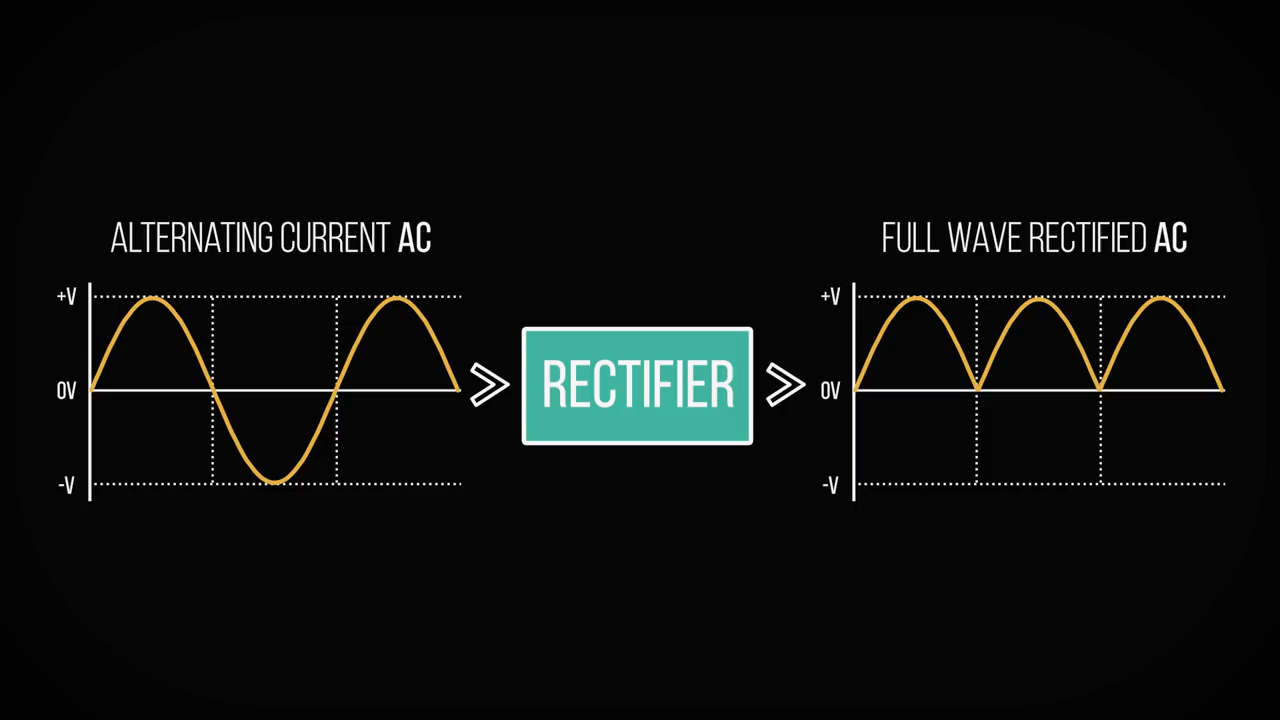 ALTERNATING CURRENT AC
+V
0V
-V
RECTIFIER
FULL WAVE RECTIFIED AC
+V
0V
-V